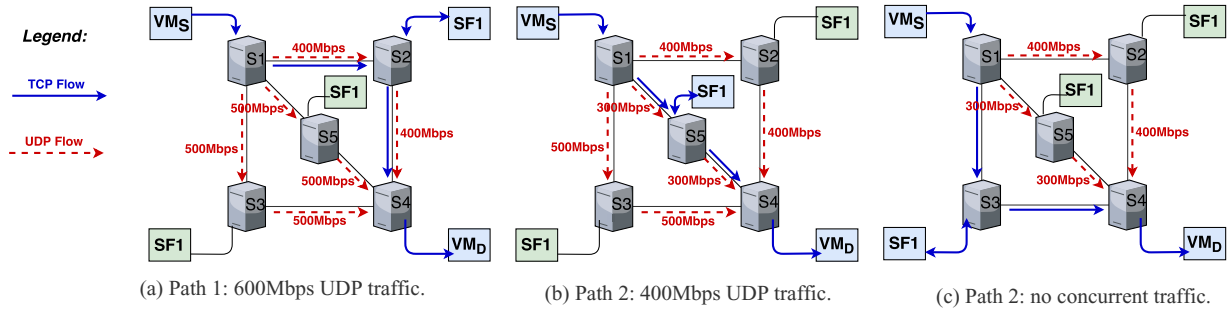 Legend:
TCP Flow
UDP Flow
VMS
SF1
S1
400Mbps
S2
500Mbps
SF1
500Mbps
S5
400Mbps
500Mbps
S3
S4
500Mbps
SF1
VMD
(a) Path 1: 600Mbps UDP traffic.
VMS
SF1
S1
400Mbps
S2
300Mbps
SF1
500Mbps
S5
400Mbps
300Mbps
S3
S4
500Mbps
SF1
VMD
(b) Path 2: 400Mbps UDP traffic.
VMS
SF1
S1
400Mbps
S2
SF1
300Mbps
S5
400Mbps
300Mbps
S3
S4
SF1
VMD
(c) Path 2: no concurrent traffic.